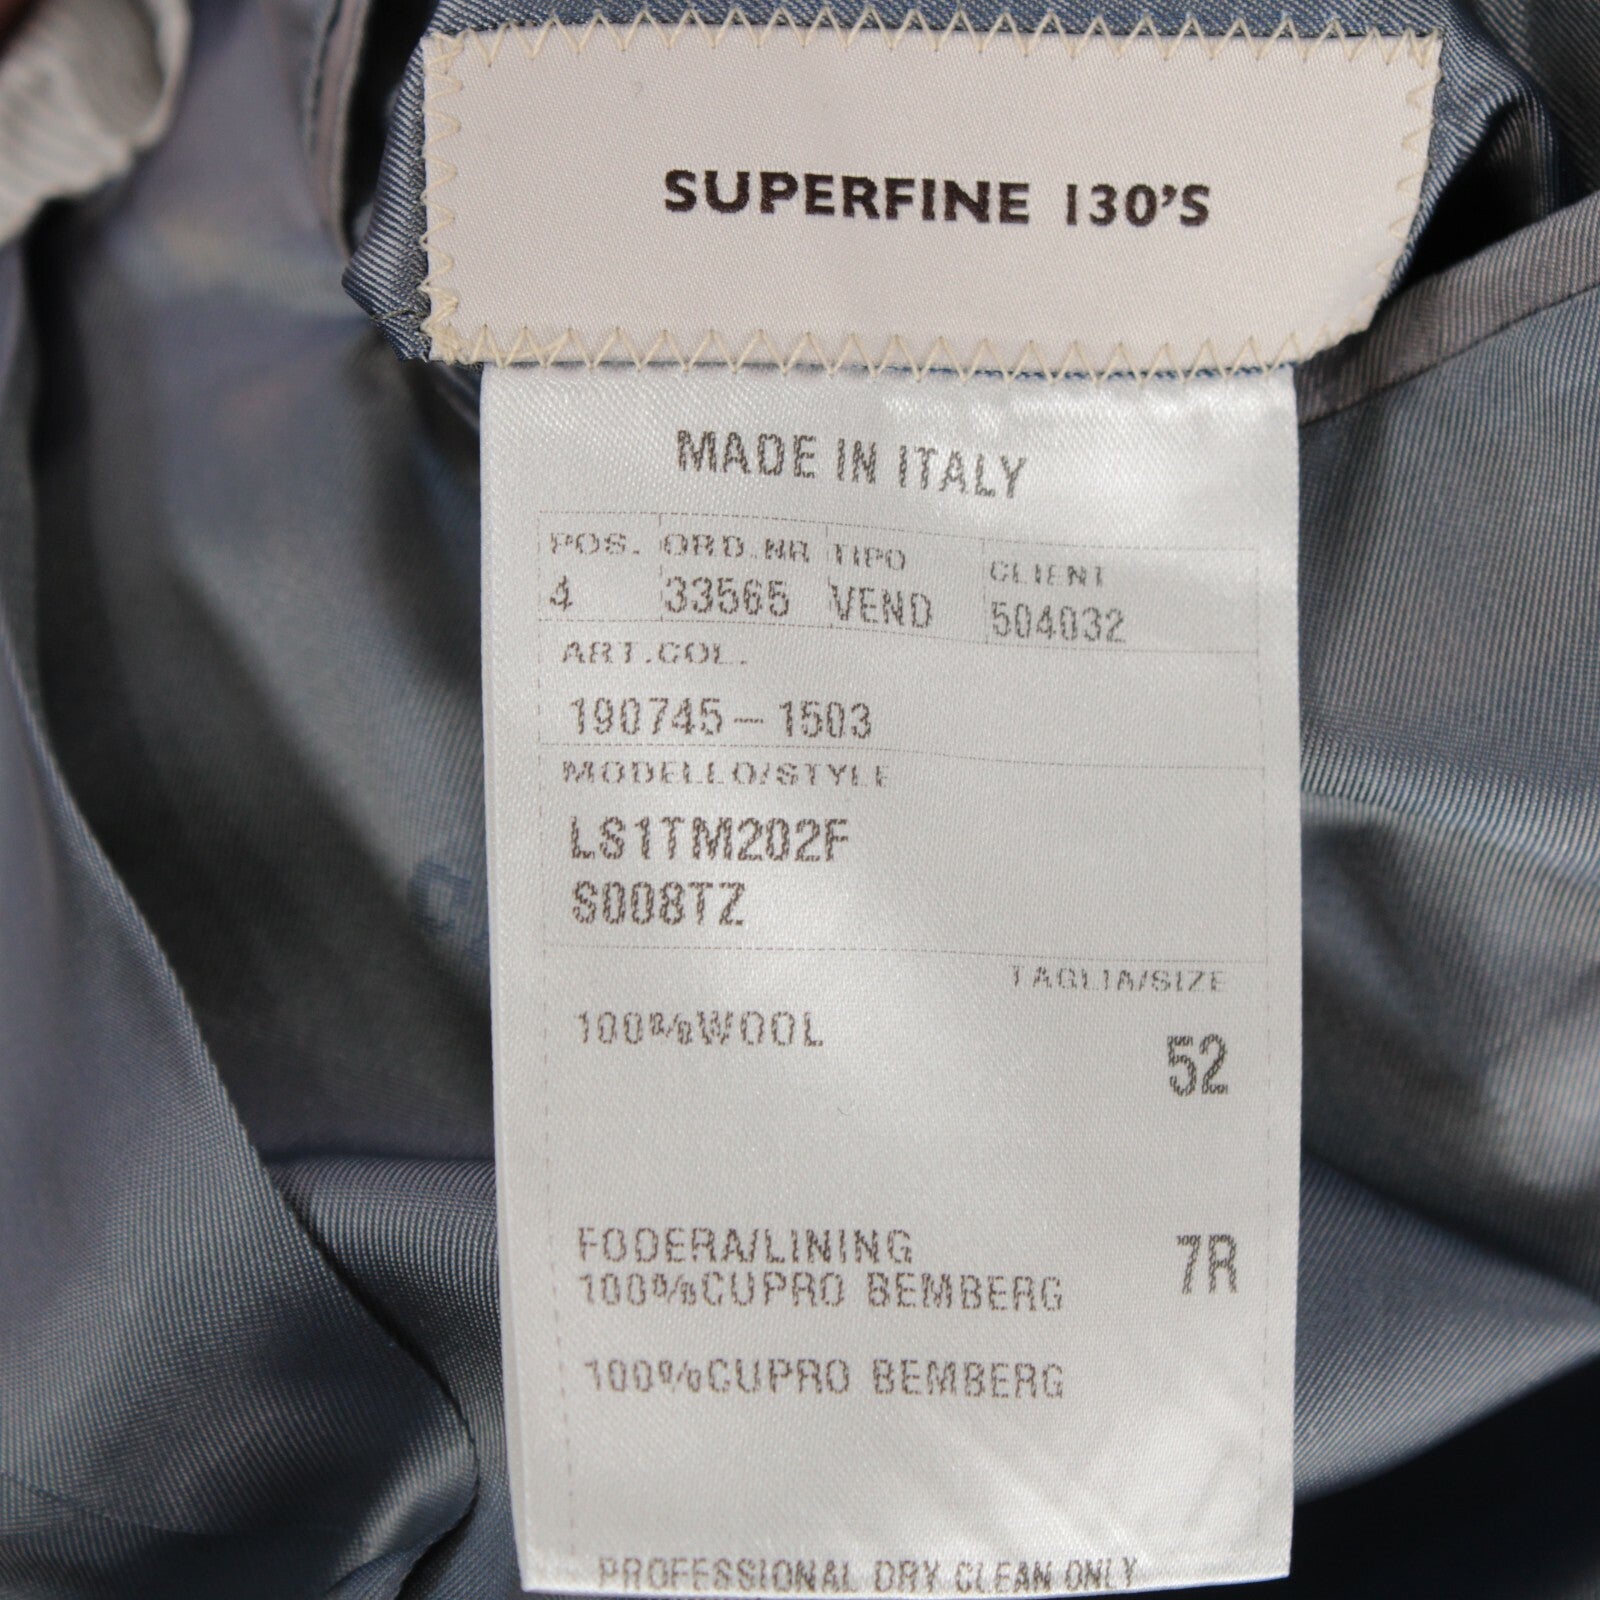 SUPERFINE 130'S
MADE IN ITALY
POS. ORD.NR TIPO CLIENT
4 33565 VEND 504032
ART.COL.
190745-1503
MODELLO/STYLE
LS1TM202F
S008TZ
TAGLIA/SIZE
100%WOOL
52
FODERA/LINING
7R
100%CUPRO BEMBERG
100%CUPRO BEMBERG
PROFESSIONAL DRY CLEAN ONLY